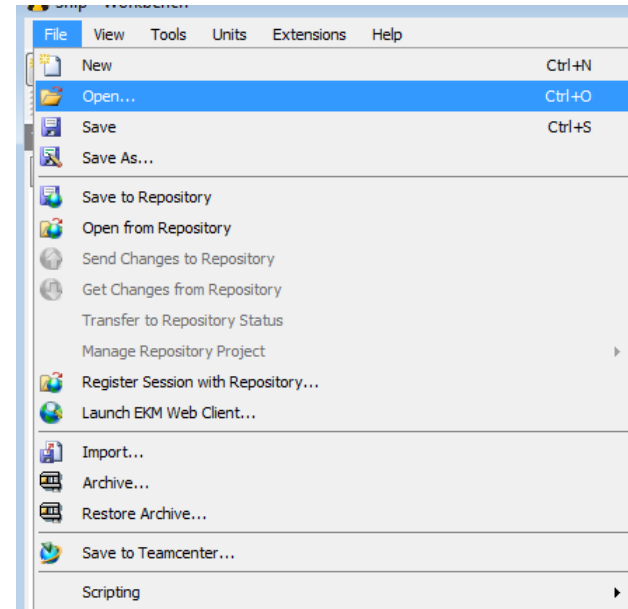 Ship - Workbench
File View Tools Units Extensions Help
New Ctrl+N
Open... Ctrl+O
Save Ctrl+S
Save As...
Save to Repository
Open from Repository
Send Changes to Repository
Get Changes from Repository
Transfer to Repository Status
Manage Repository Project
Register Session with Repository...
Launch EKM Web Client...
Import...
Archive...
Restore Archive...
Save to Teamcenter...
Scripting